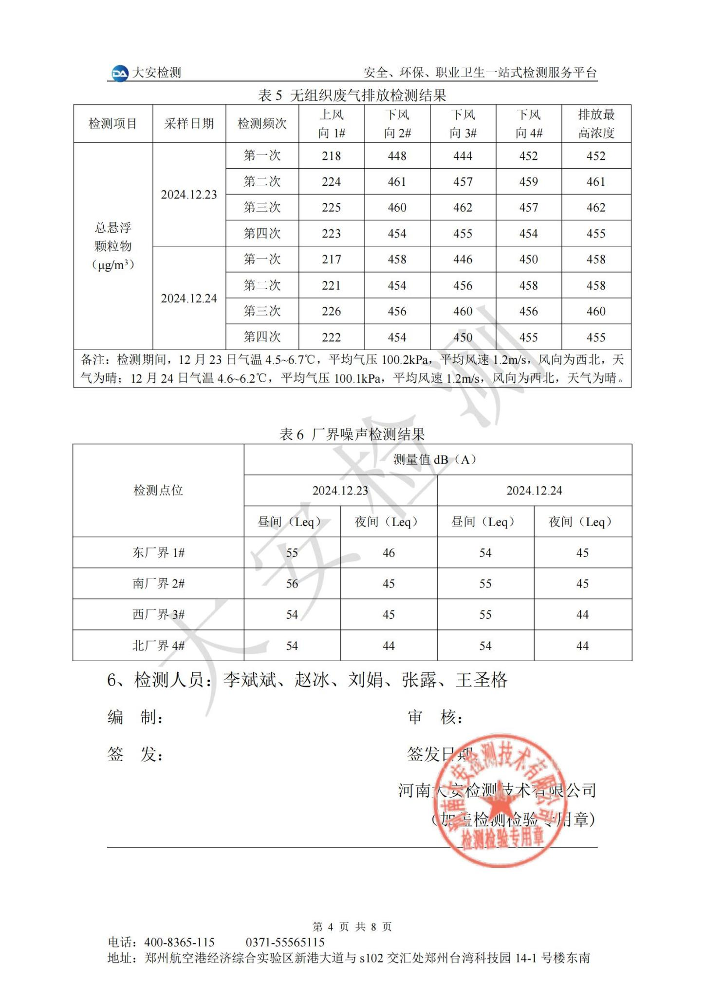 DA 大安检测 安全、环保、职业卫生一站式检测服务平台
表 5 无组织废气排放检测结果
检测项目 采样日期 检测频次 上风向 1# 下风向 2# 下风向 3# 下风向 4# 排放最高浓度
总悬浮颗粒物（μg/m³） 2024.12.23 第一次 218 448 444 452 452
第二次 224 461 457 459 461
第三次 225 460 462 457 462
第四次 223 454 455 454 455
2024.12.24 第一次 217 458 446 450 458
第二次 221 454 456 458 458
第三次 226 456 460 456 460
第四次 222 454 450 455 455
备注：检测期间，12 月 23 日气温 4.5~6.7℃，平均气压 100.2kPa，平均风速 1.2m/s，风向为西北，天
气为晴；12 月 24 日气温 4.6~6.2℃，平均气压 100.1kPa，平均风速 1.2m/s，风向为西北，天气为晴。
表 6 厂界噪声检测结果
检测点位 测量值 dB（A）
2024.12.23 2024.12.24
昼间（Leq） 夜间（Leq） 昼间（Leq） 夜间（Leq）
东厂界 1# 55 46 54 45
南厂界 2# 56 45 55 45
西厂界 3# 54 45 55 44
北厂界 4# 54 44 54 44
6、检测人员：李斌斌、赵冰、刘娟、张露、王圣格
编 制： 审 核：
签 发： 签发日期
河南大安检测技术有限公司
（加盖检测检验专用章）
河南大安检测技术有限公司
检测检验专用章
大安检测
第 4 页 共 8 页
电话：400-8365-115 0371-55565115
地址：郑州航空港经济综合实验区新港大道与 s102 交汇处郑州台湾科技园 14-1 号楼东南